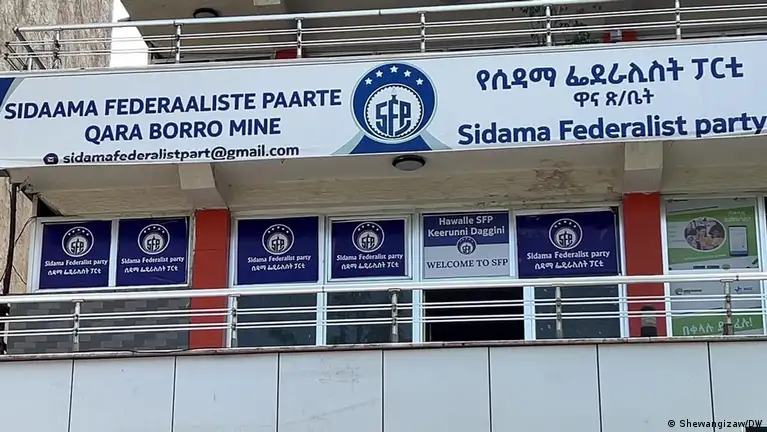 SIDAAMA FEDERAALISTE PAARTE
QARA BORRO MINE
sidamafederalistpart@gmail.com
SFP
የሲዳማ ፌደራሊስት ፓርቲ
ዋና ጽ/ቤት
Sidama Federalist party
Sidama Federalist party
ሲዳማ ፌዴራሊስት ፓርቲ
Sidama Federalist party
ሲዳማ ፌዴራሊስት ፓርቲ
Sidama Federalist party
ሲዳማ ፌዴራሊስት ፓርቲ
Sidama Federalist party
ሲዳማ ፌዴራሊስት ፓርቲ
Hawalle SFP
Keerunni Daggini
WELCOME TO SFP
Sidama Federalist party
ሲዳማ ፌዴራሊስት ፓርቲ
© Shewangizaw/DW